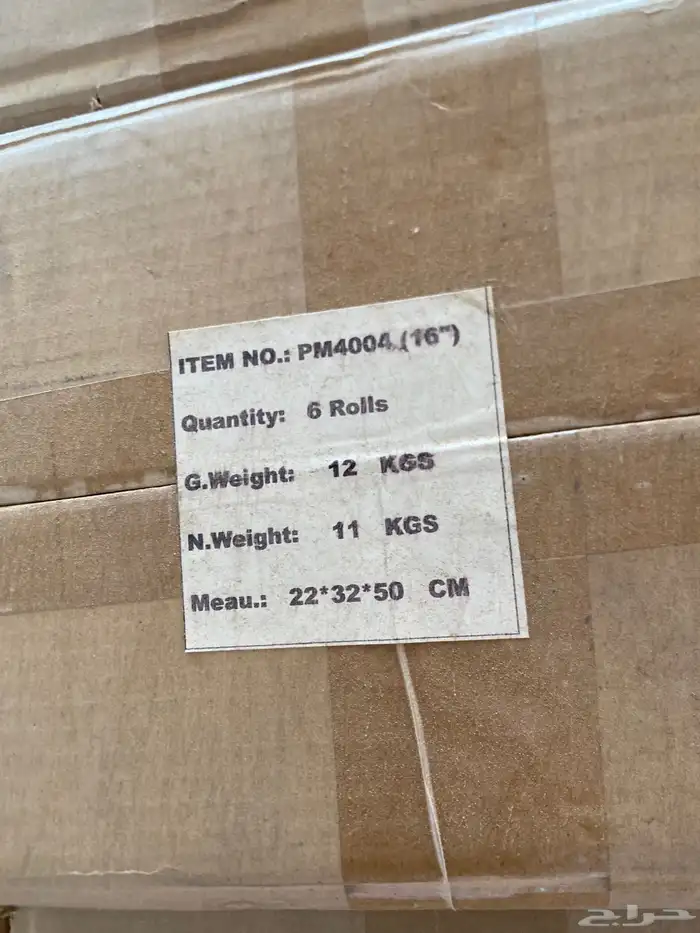 ITEM NO.: PM4004 (16")
Quantity: 6 Rolls
G.Weight: 12 KGS
N.Weight: 11 KGS
Meau.: 22*32*50 CM
حراج